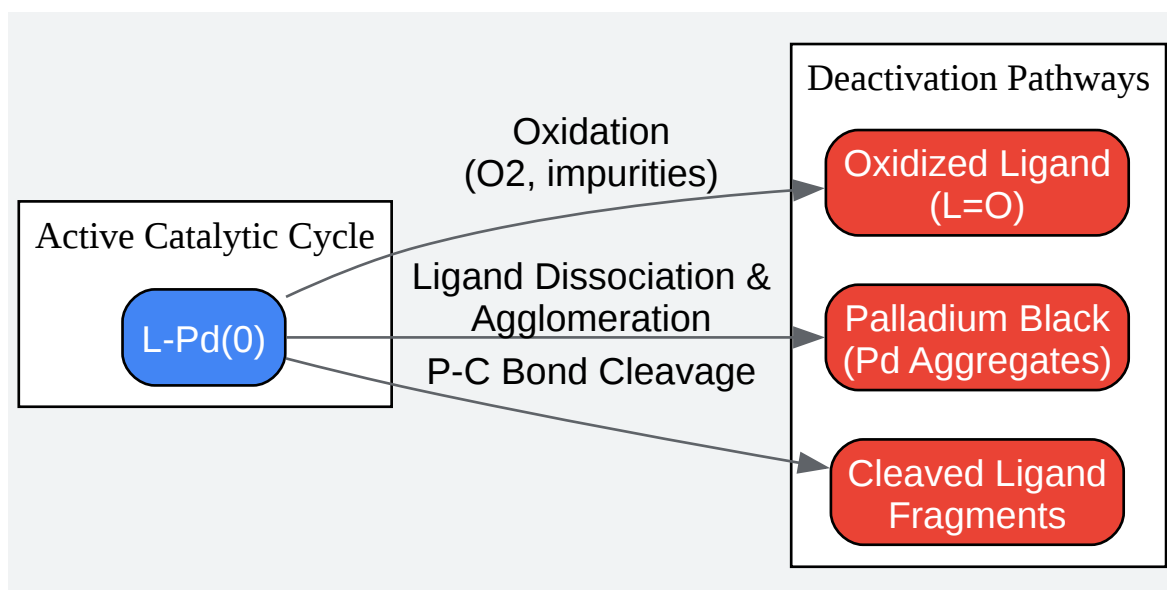 Active Catalytic Cycle
L-Pd(0)
Oxidation
(O2, impurities)
Ligand Dissociation &
Agglomeration
P-C Bond Cleavage
Deactivation Pathways
Oxidized Ligand
(L=O)
Palladium Black
(Pd Aggregates)
Cleaved Ligand
Fragments